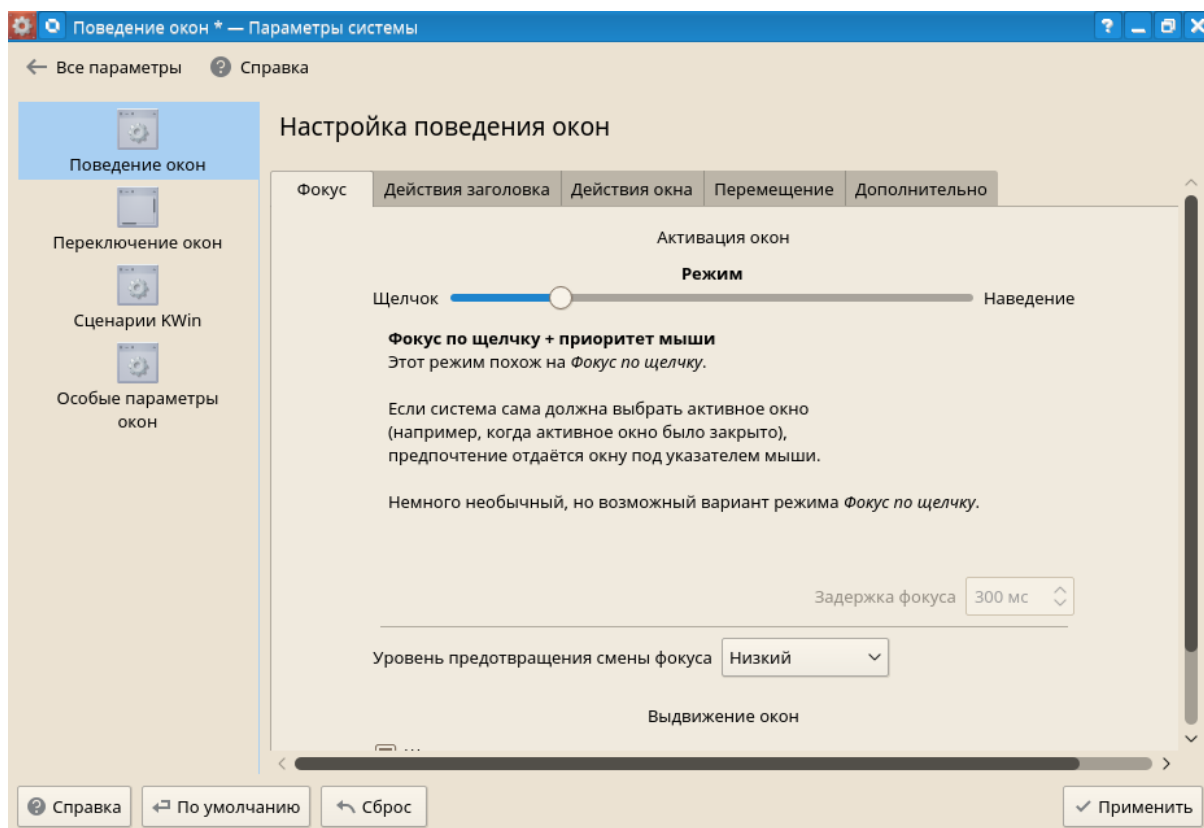 Поведение окон * — Параметры системы
Все параметры Справка
Поведение окон
Переключение окон
Сценарии KWin
Особые параметры
окон
Настройка поведения окон
Фокус Действия заголовка Действия окна Перемещение Дополнительно
Активация окон
Режим
Щелчок Наведение
Фокус по щелчку + приоритет мыши
Этот режим похож на Фокус по щелчку.
Если система сама должна выбрать активное окно
(например, когда активное окно было закрыто),
предпочтение отдаётся окну под указателем мыши.
Немного необычный, но возможный вариант режима Фокус по щелчку.
Задержка фокуса 300 мс
Уровень предотвращения смены фокуса Низкий
Выдвижение окон
Справка По умолчанию Сброс Применить